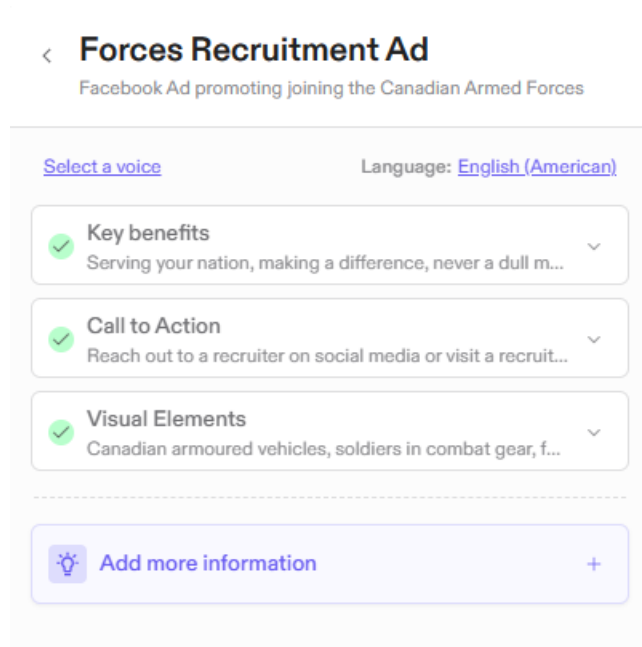 Forces Recruitment Ad
Facebook Ad promoting joining the Canadian Armed Forces
Select a voice
Language: English (American)
Key benefits
Serving your nation, making a difference, never a dull m...
Call to Action
Reach out to a recruiter on social media or visit a recruit...
Visual Elements
Canadian armoured vehicles, soldiers in combat gear, f...
Add more information